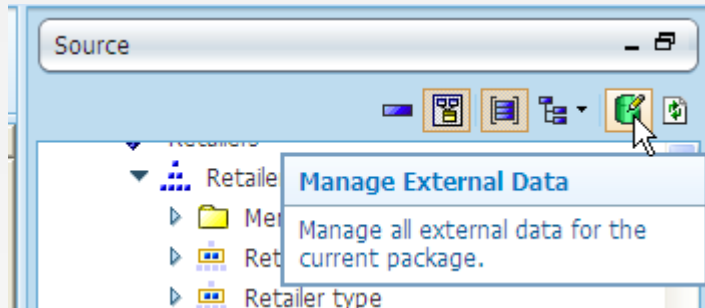 Source
Retailers
Retaile
Manage External Data
Mer
Manage all external data for the
Ret
current package.
Retailer type